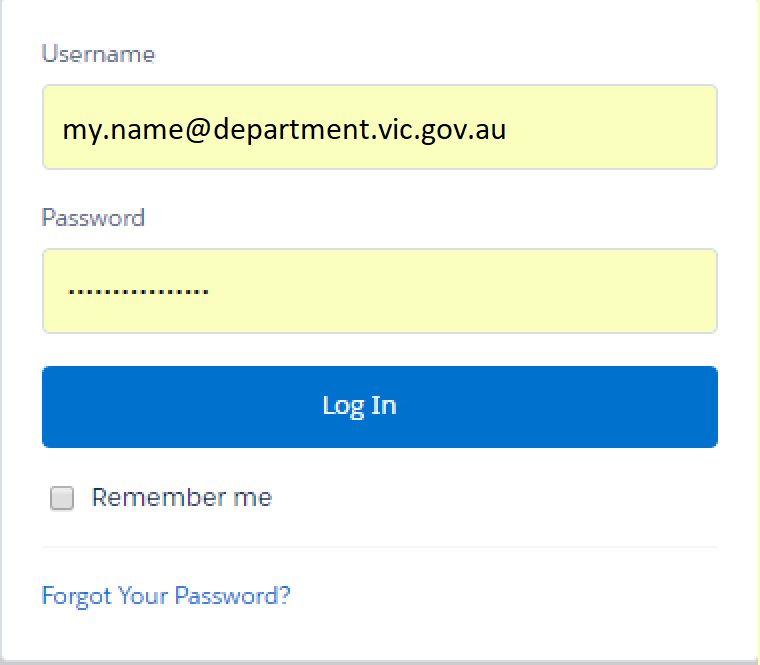 Username
my.name@department.vic.gov.au
Password
................
Log In
Remember me
Forgot Your Password?